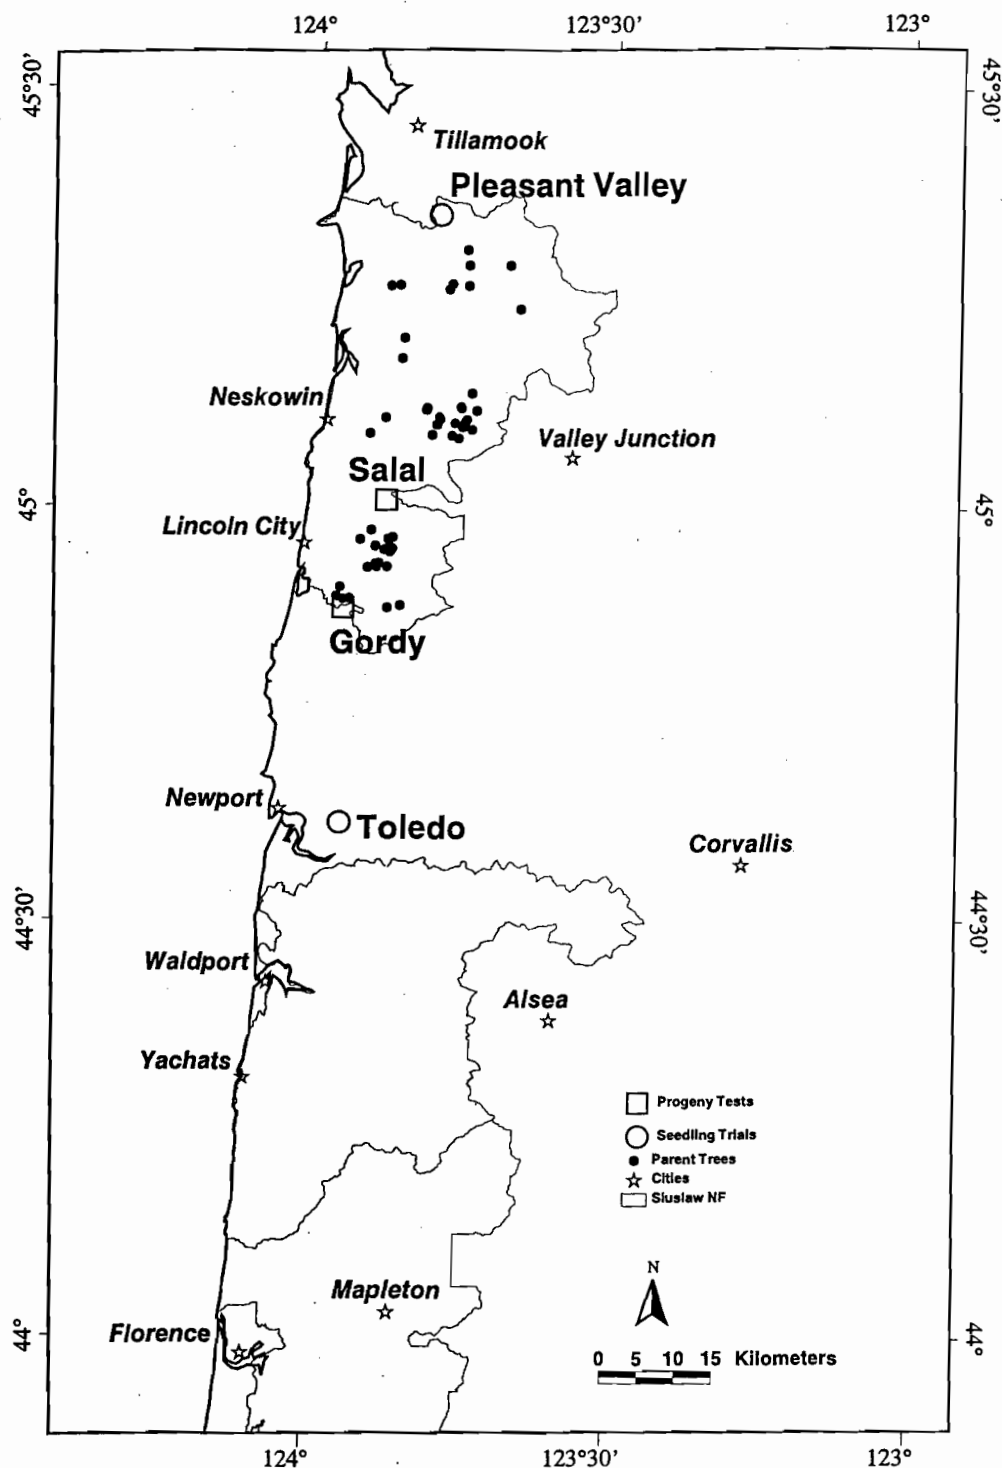 124°
123°30'
123°
45°30'
45°30'
Tillamook
Pleasant Valley
Neskowin
Valley Junction
Salal
45°
45°
Lincoln City
Gordy
Newport
Toledo
Corvallis
44°30'
44°30'
Waldport
Alsea
Yachats
Progeny Tests
Seedling Trials
Parent Trees
Cities
Siuslaw NF
N
Mapleton
Florence
44°
44°
0 5 10 15 Kilometers
124°
123°30'
123°